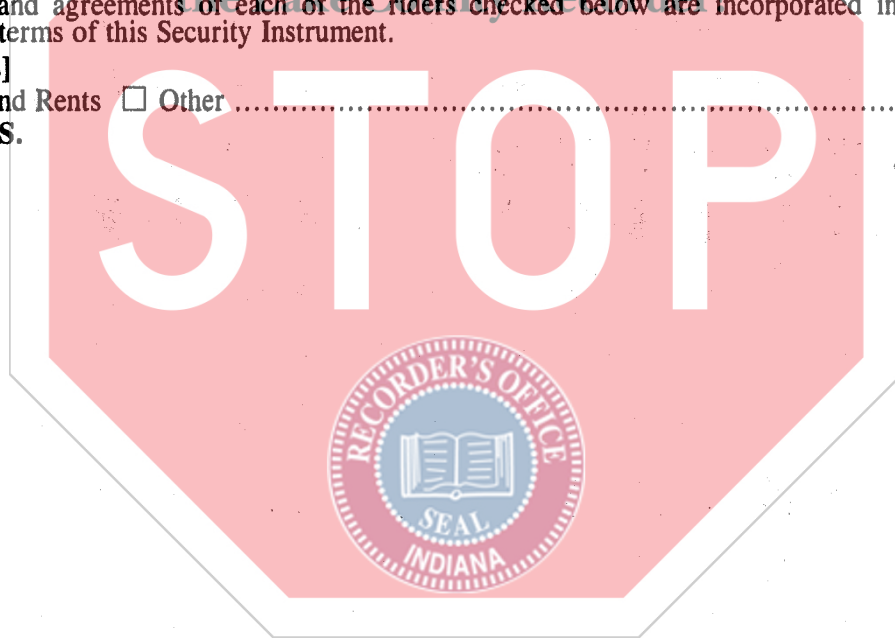 and agreements of each of the riders checked below are incorporated in
terms of this Security Instrument.
]
nd Rents ☐ Other ........................................................................
S.
STOP
RECORDER'S OFFICE
SEAL
INDIANA